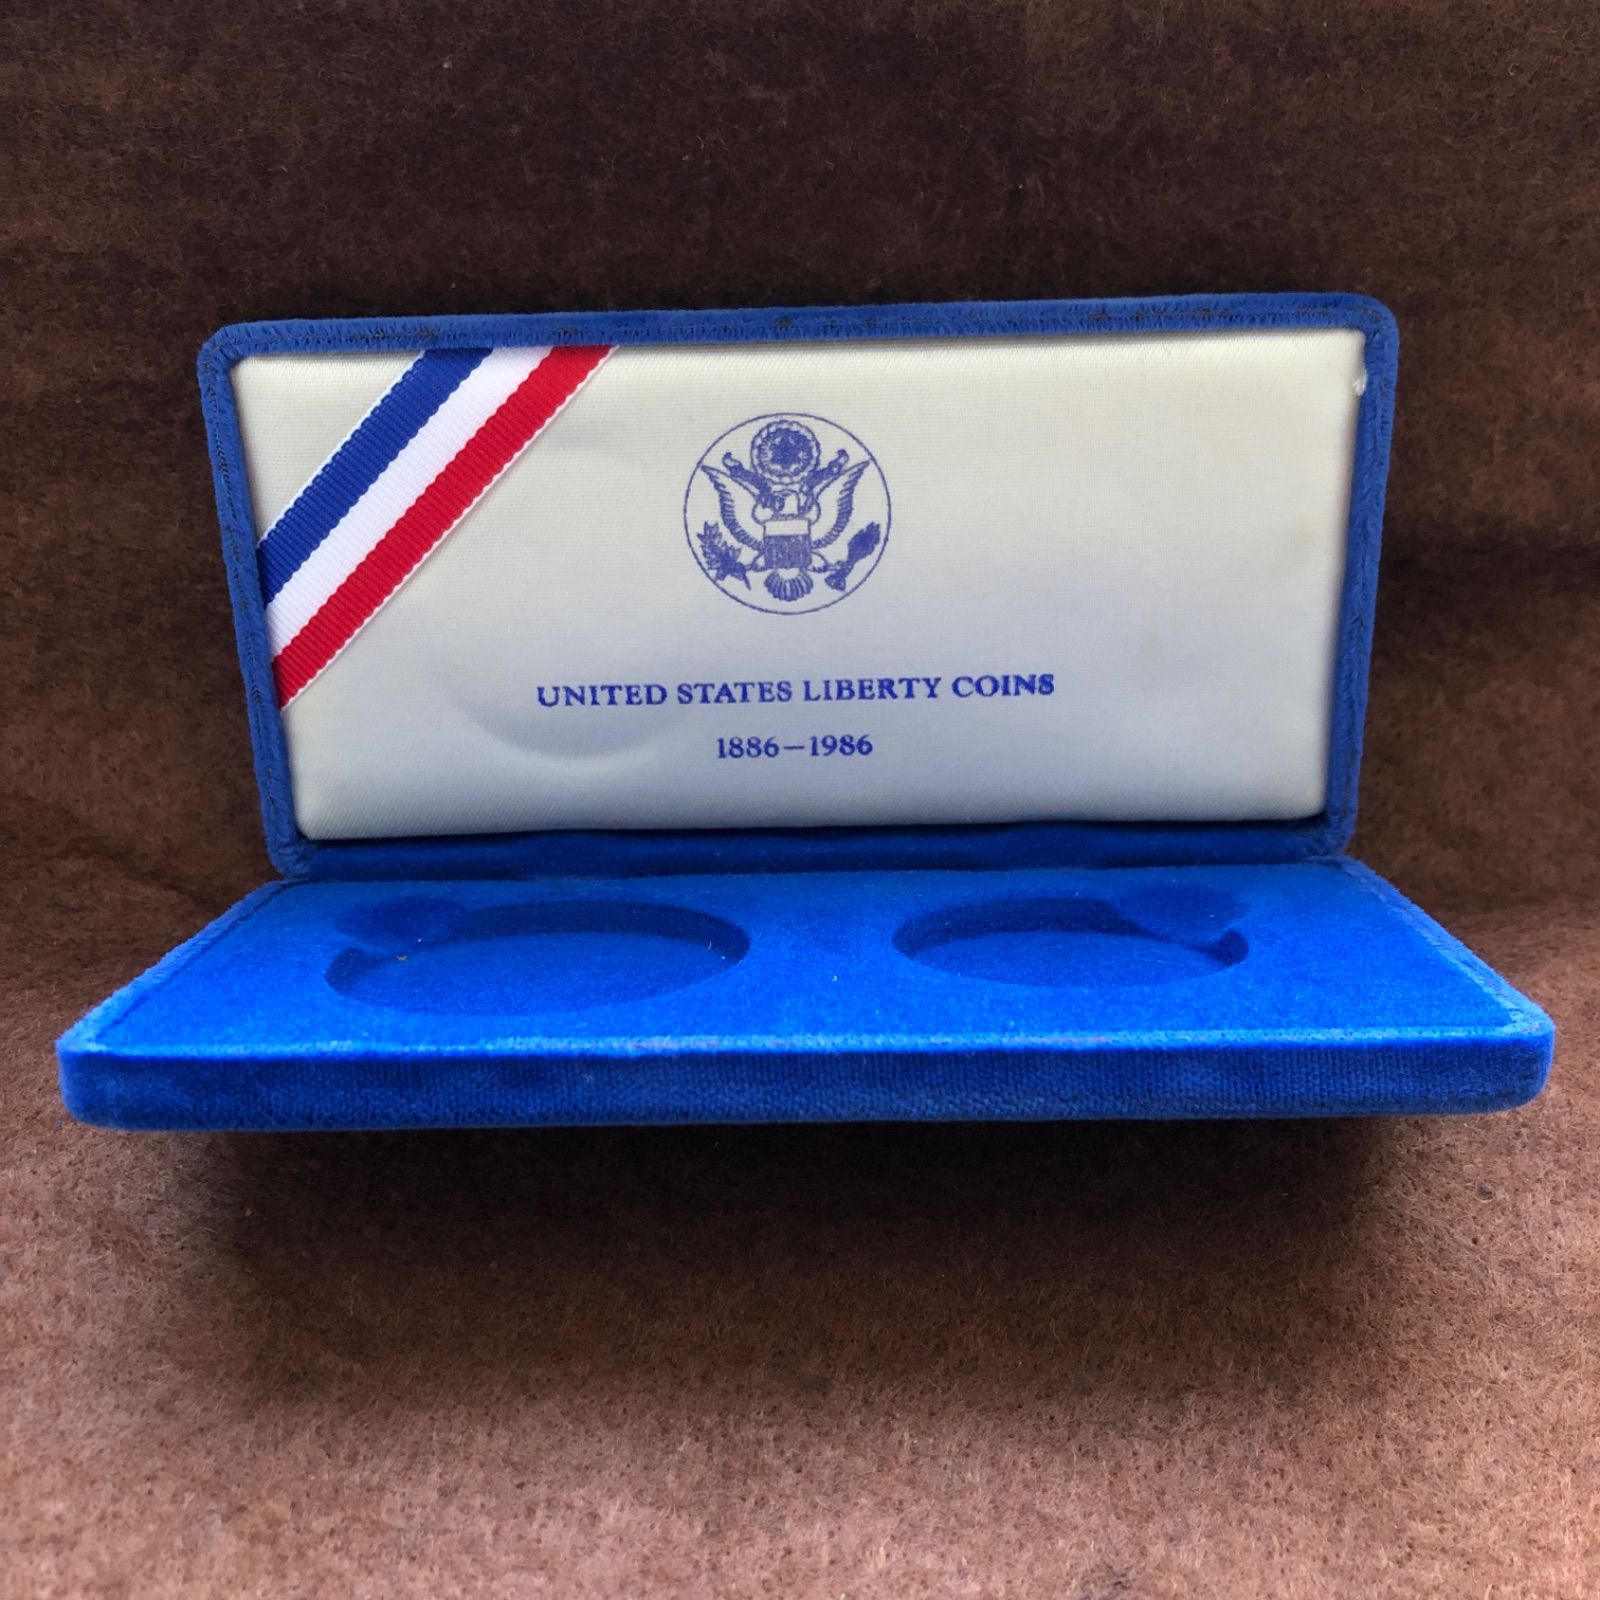 UNITED STATES LIBERTY COINS
1886–1986